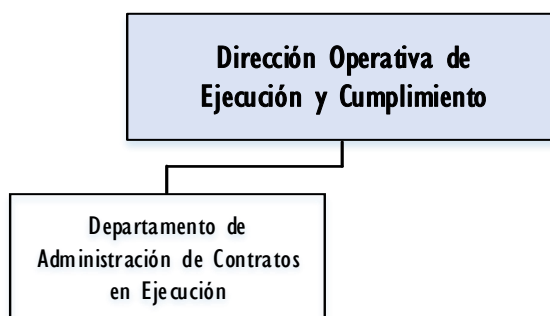 Dirección Operativa de
Ejecución y Cumplimiento
Departamento de
Administración de Contratos
en Ejecución